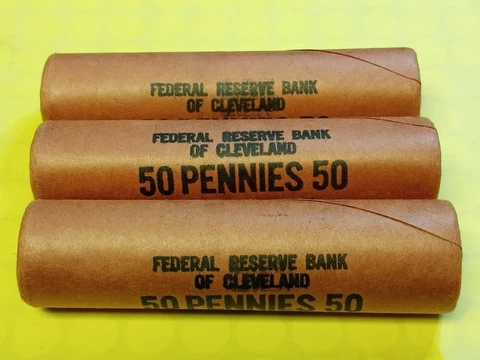 FEDERAL RESERVE BANK
OF CLEVELAND
FEDERAL RESERVE BANK
OF CLEVELAND
50 PENNIES 50
FEDERAL RESERVE BANK
OF CLEVELAND
50 PENNIES 50